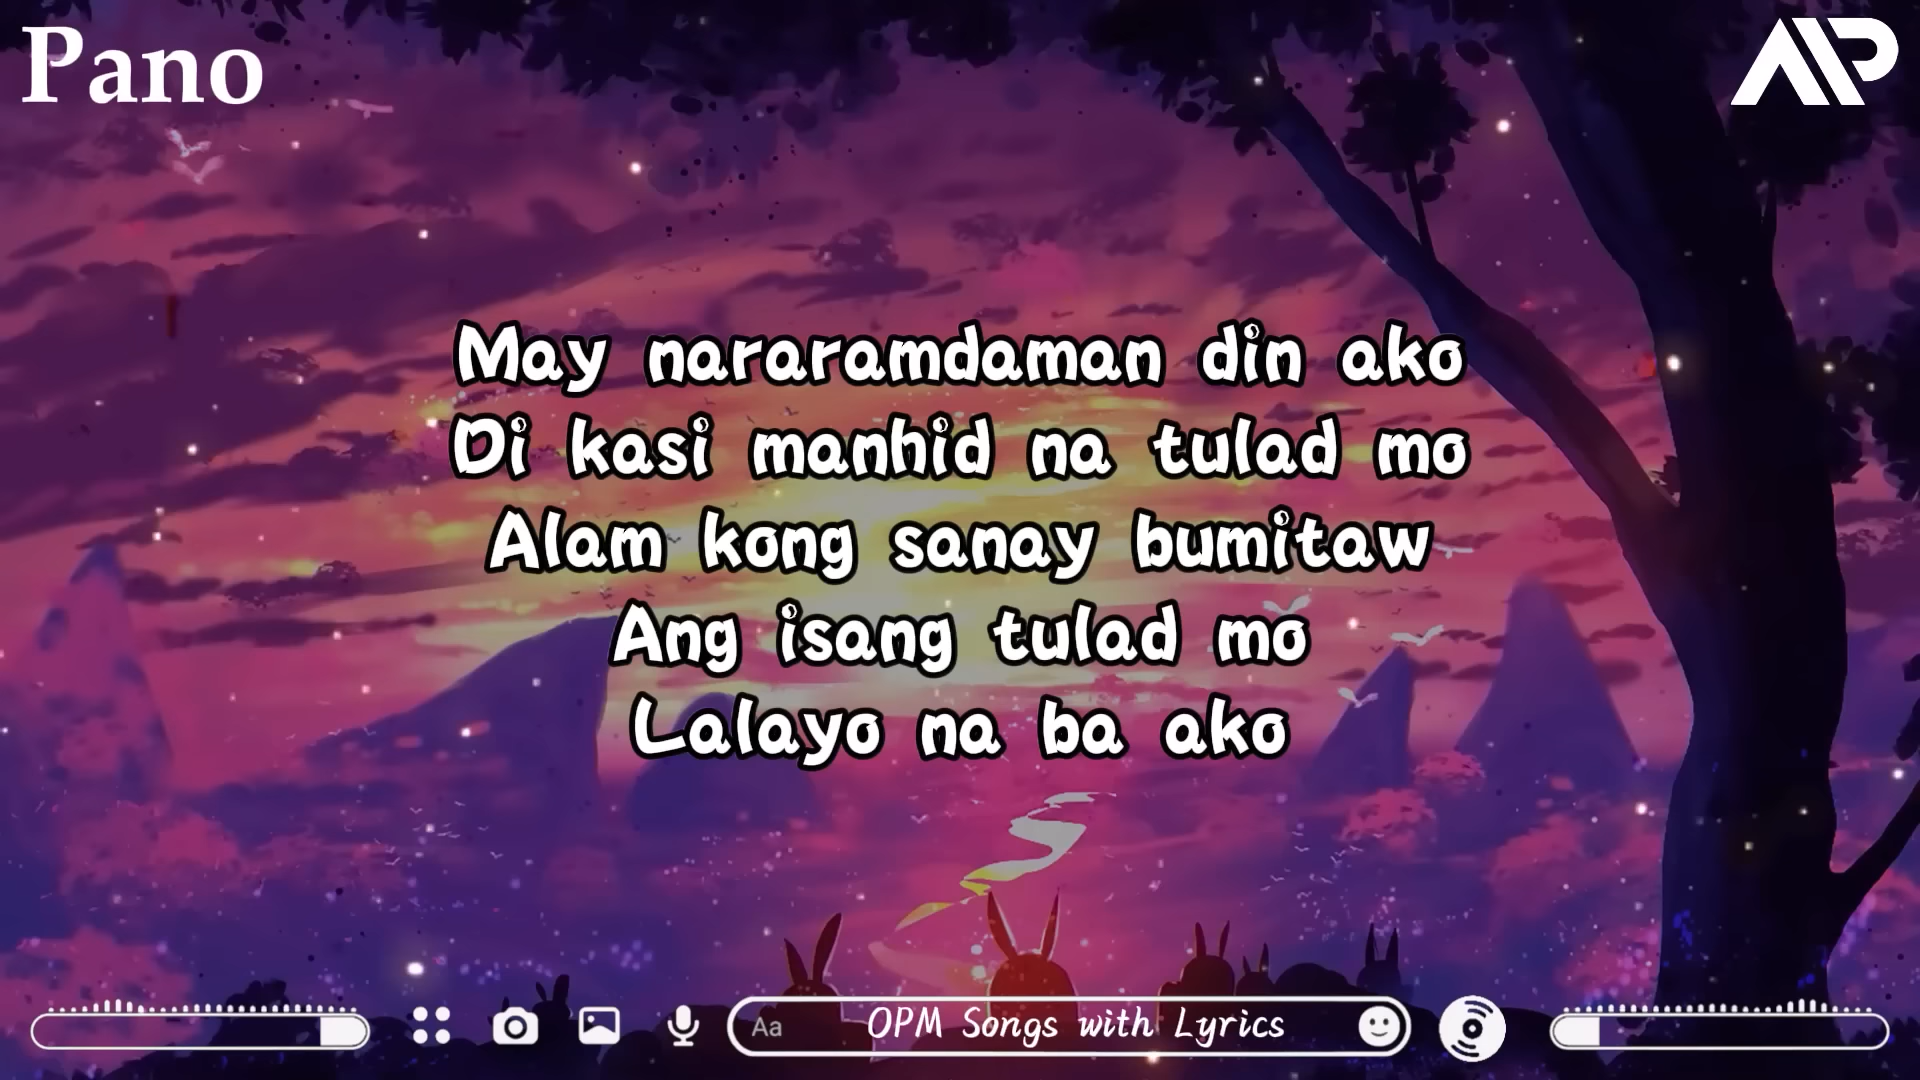 Pano
AP
May nararamdaman din ako
Di kasi manhid na tulad mo
Alam kong sanay bumitaw
Ang isang tulad mo
Lalayo na ba ako
Aa OPM Songs with Lyrics